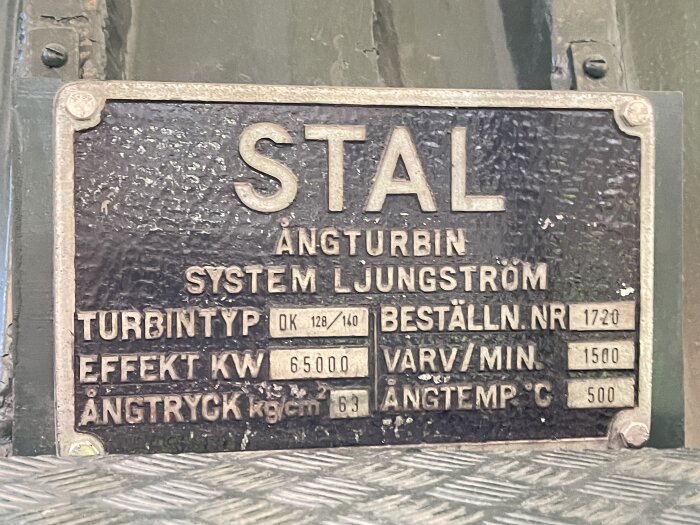 STAL
ÅNGTURBIN
SYSTEM LJUNGSTRÖM
TURBINTYP DK 128/140 BESTÄLLN. NR 1720
EFFEKT KW 65000 VARV/MIN. 1500
ÅNGTRYCK kg/cm² 63 ÅNGTEMP. °C 500